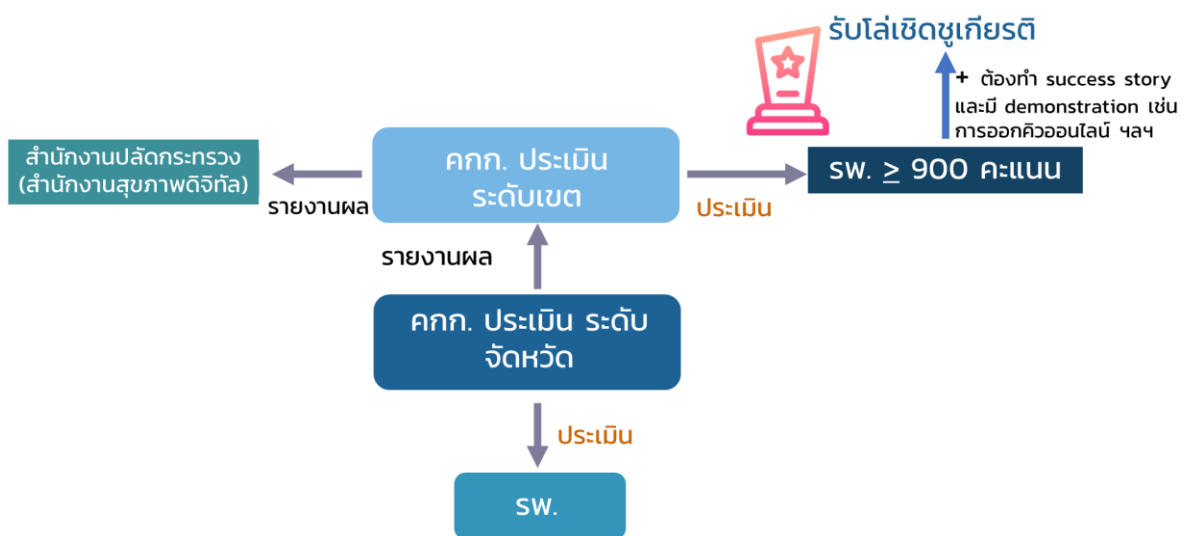 รับโล่เชิดชูเกียรติ
+ ต้องทำ success story
และมี demonstration เช่น
การออกคิวออนไลน์ ฯลฯ
สำนักงานปลัดกระทรวง
(สำนักงานสุขภาพดิจิทัล)
รายงานผล
คกก. ประเมิน
ระดับเขต
ประเมิน
รพ. ≥ 900 คะแนน
รายงานผล
คกก. ประเมิน ระดับ
จัดหวัด
ประเมิน
รพ.